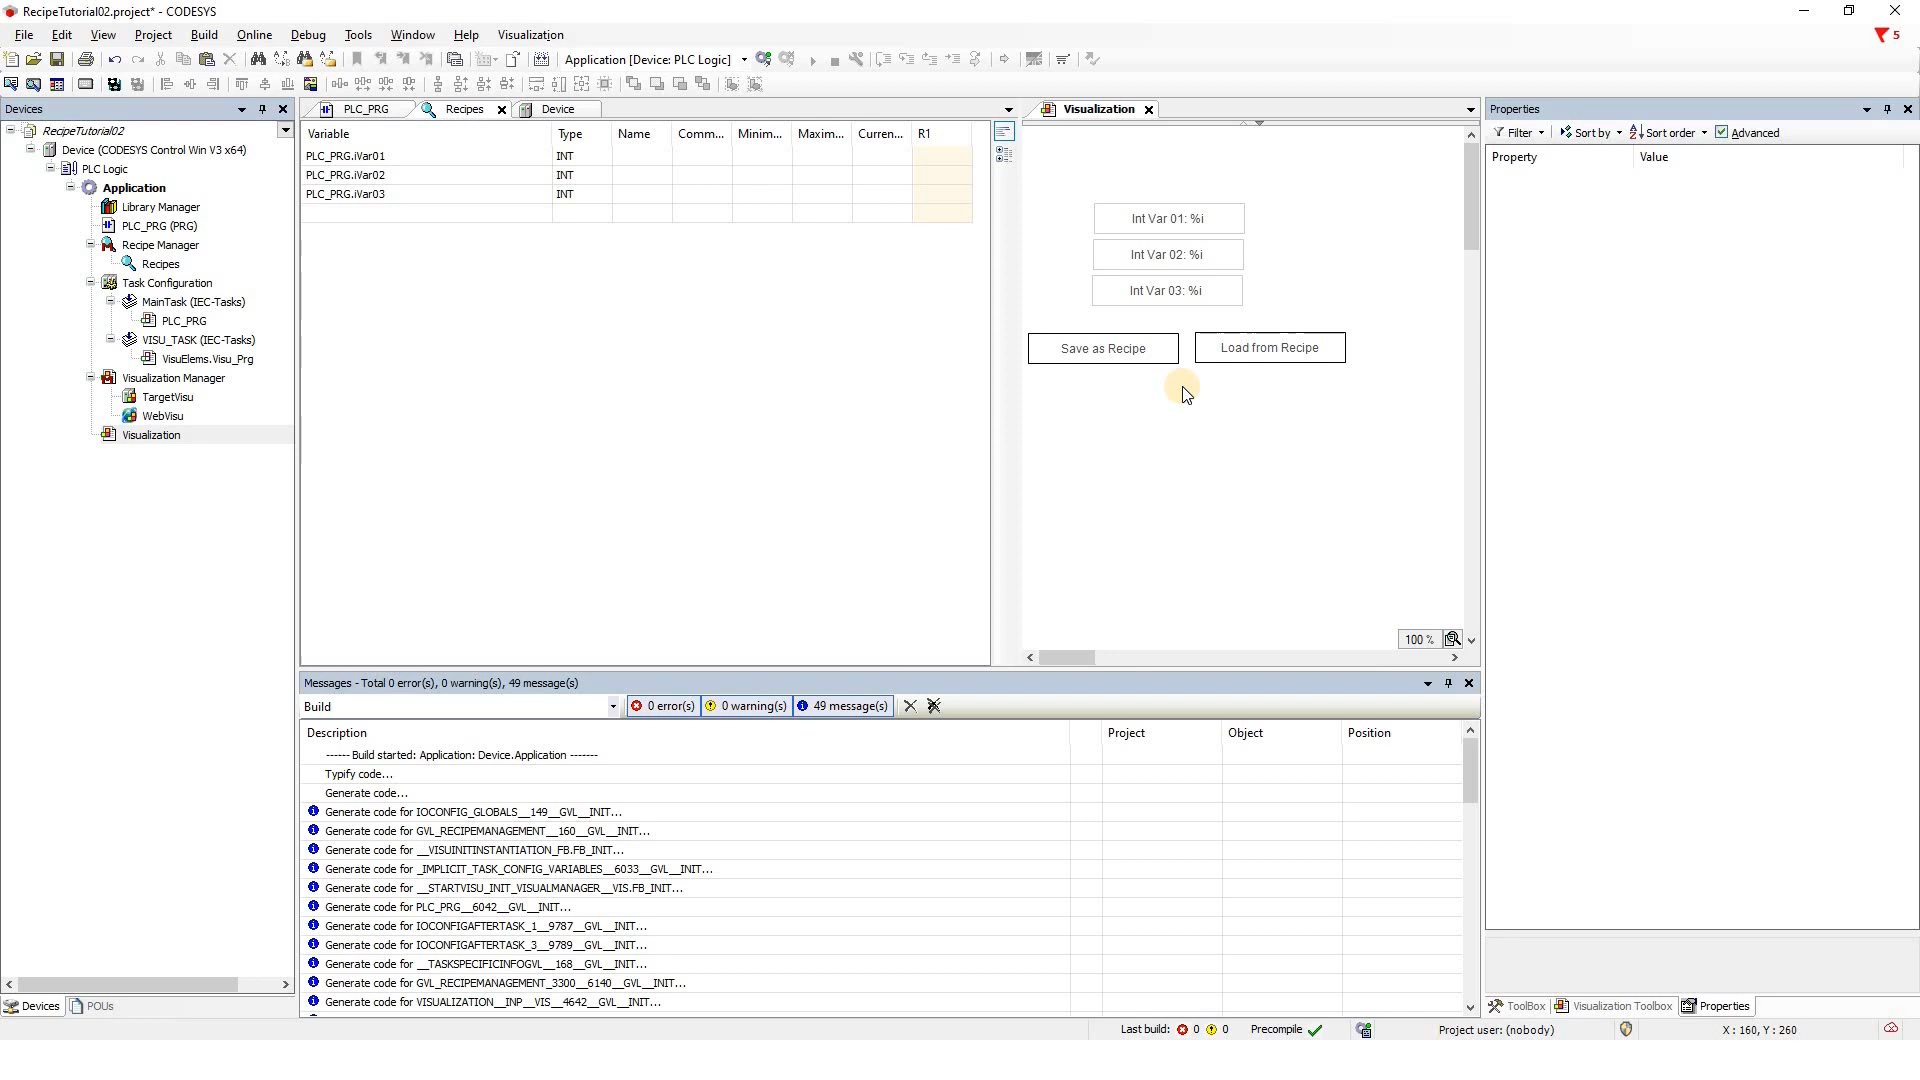 RecipeTutorial02.project* - CODESYS
File Edit View Project Build Online Debug Tools Window Help Visualization
5
Application [Device: PLC Logic]
Devices
RecipeTutorial02
Device (CODESYS Control Win V3 x64)
PLC Logic
Application
Library Manager
PLC_PRG (PRG)
Recipe Manager
Recipes
Task Configuration
MainTask (IEC-Tasks)
PLC_PRG
VISU_TASK (IEC-Tasks)
VisuElems.Visu_Prg
Visualization Manager
TargetVisu
WebVisu
Visualization
Devices POUs
PLC_PRG Recipes Device
Variable Type Name Comm... Minim... Maxim... Curren... R1
PLC_PRG.iVar01 INT
PLC_PRG.iVar02 INT
PLC_PRG.iVar03 INT
Visualization
Int Var 01: %i
Int Var 02: %i
Int Var 03: %i
Save as Recipe Load from Recipe
100 %
Properties
Filter Sort by Sort order Advanced
Property Value
ToolBox Visualization Toolbox Properties
Messages - Total 0 error(s), 0 warning(s), 49 message(s)
Build 0 error(s) 0 warning(s) 49 message(s)
Description Project Object Position
------ Build started: Application: Device.Application -------
Typify code...
Generate code...
Generate code for IOCONFIG_GLOBALS__149__GVL__INIT...
Generate code for GVL_RECIPEMANAGEMENT__160__GVL__INIT...
Generate code for __VISUINITINSTANTIATION_FB.FB_INIT...
Generate code for _IMPLICIT_TASK_CONFIG_VARIABLES__6033__GVL__INIT...
Generate code for __STARTVISU_INIT_VISUALMANAGER__VIS.FB_INIT...
Generate code for PLC_PRG__6042__GVL__INIT...
Generate code for IOCONFIGAFTERTASK_1__9787__GVL__INIT...
Generate code for IOCONFIGAFTERTASK_3__9789__GVL__INIT...
Generate code for __TASKSPECIFICINFOGVL__168__GVL__INIT...
Generate code for GVL_RECIPEMANAGEMENT_3300__6140__GVL__INIT...
Generate code for VISUALIZATION__INP__VIS__4642__GVL__INIT...
Last build: 0 0 Precompile Project user: (nobody) X: 160, Y: 260